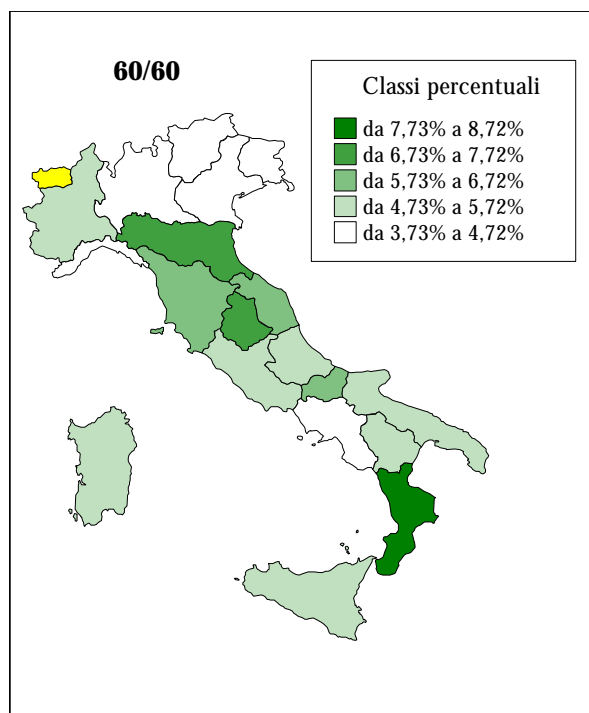 60/60
Classi percentuali
da 7,73% a 8,72%
da 6,73% a 7,72%
da 5,73% a 6,72%
da 4,73% a 5,72%
da 3,73% a 4,72%